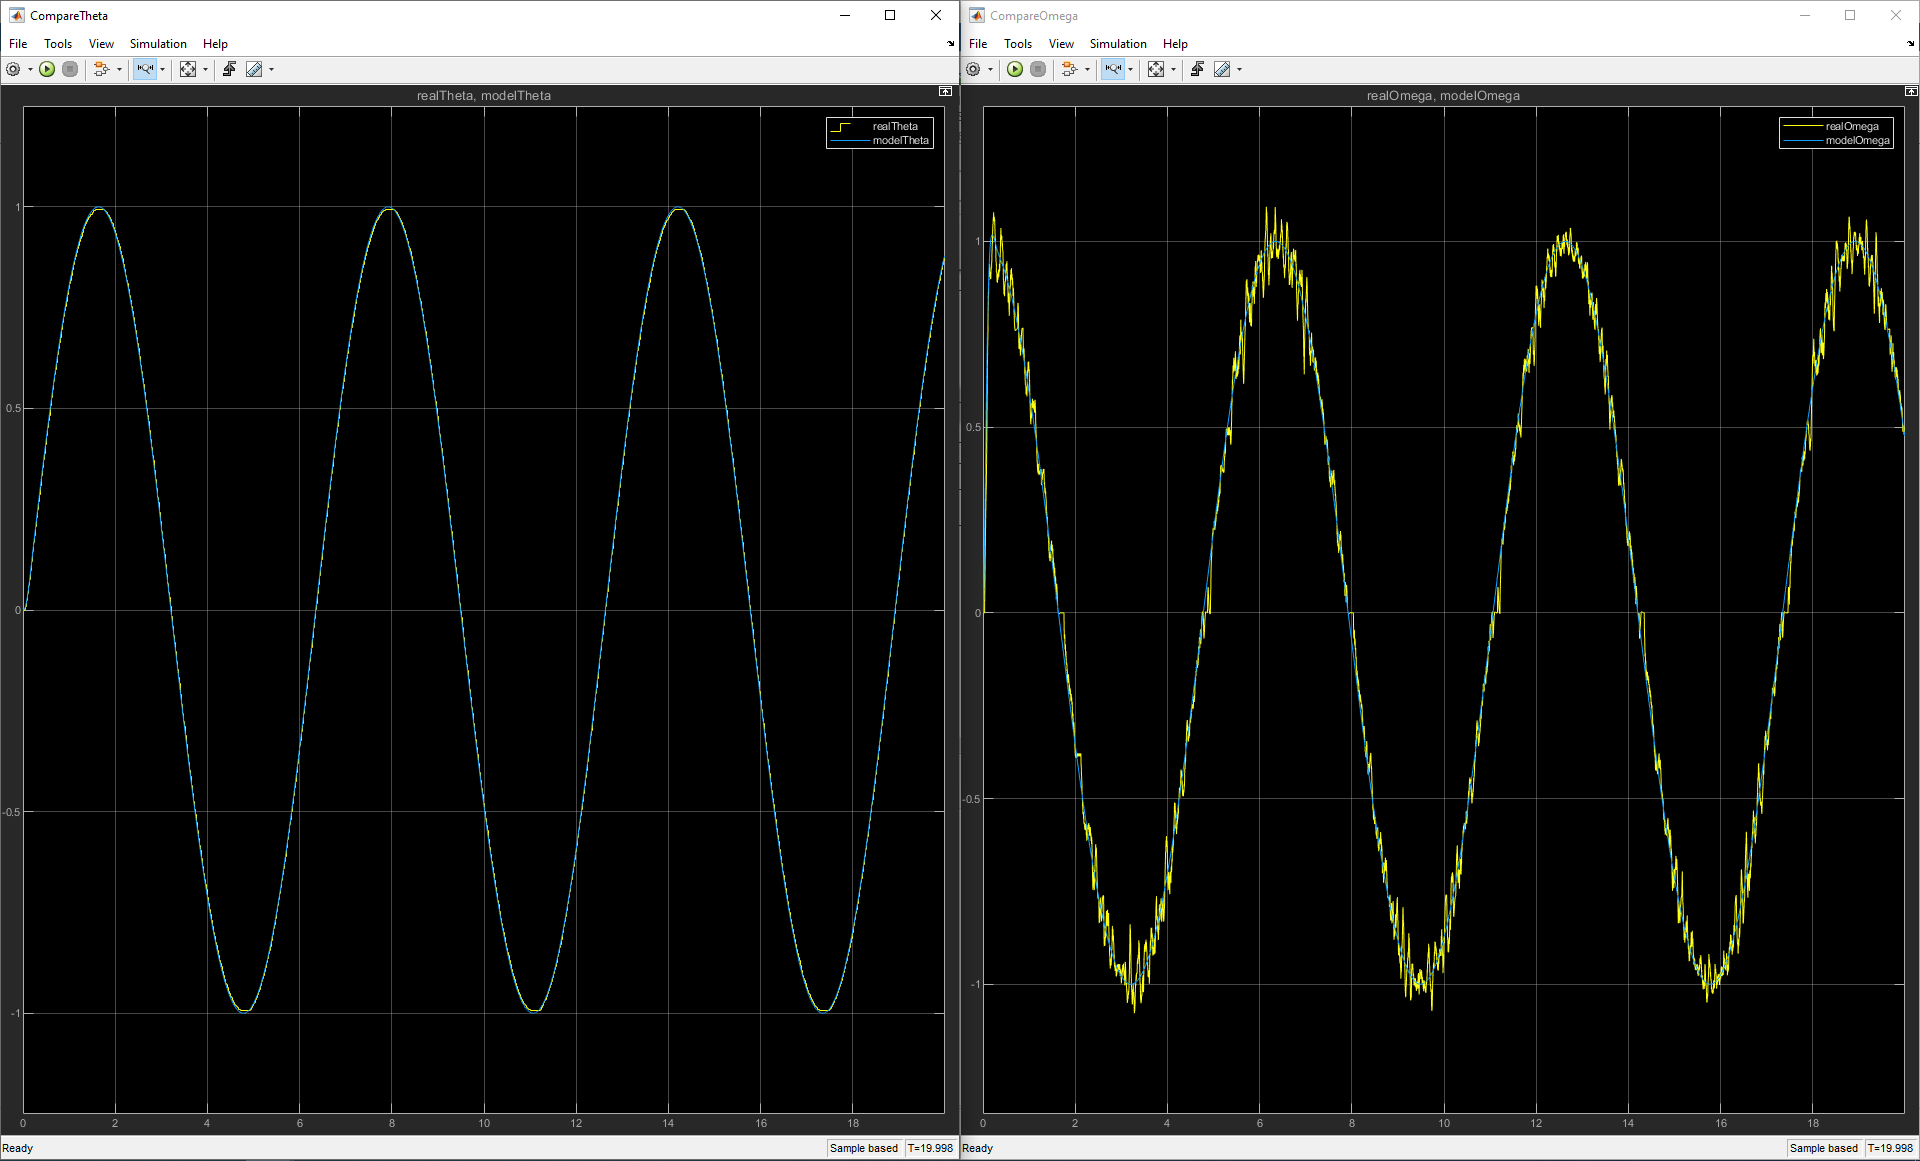 CompareTheta
File Tools View Simulation Help
realTheta, modelTheta
realTheta
modelTheta
1
0.5
0
-0.5
-1
0 2 4 6 8 10 12 14 16 18
Ready Sample based T=19.998
CompareOmega
File Tools View Simulation Help
realOmega, modelOmega
realOmega
modelOmega
1
0.5
0
-0.5
-1
0 2 4 6 8 10 12 14 16 18
Ready Sample based T=19.998